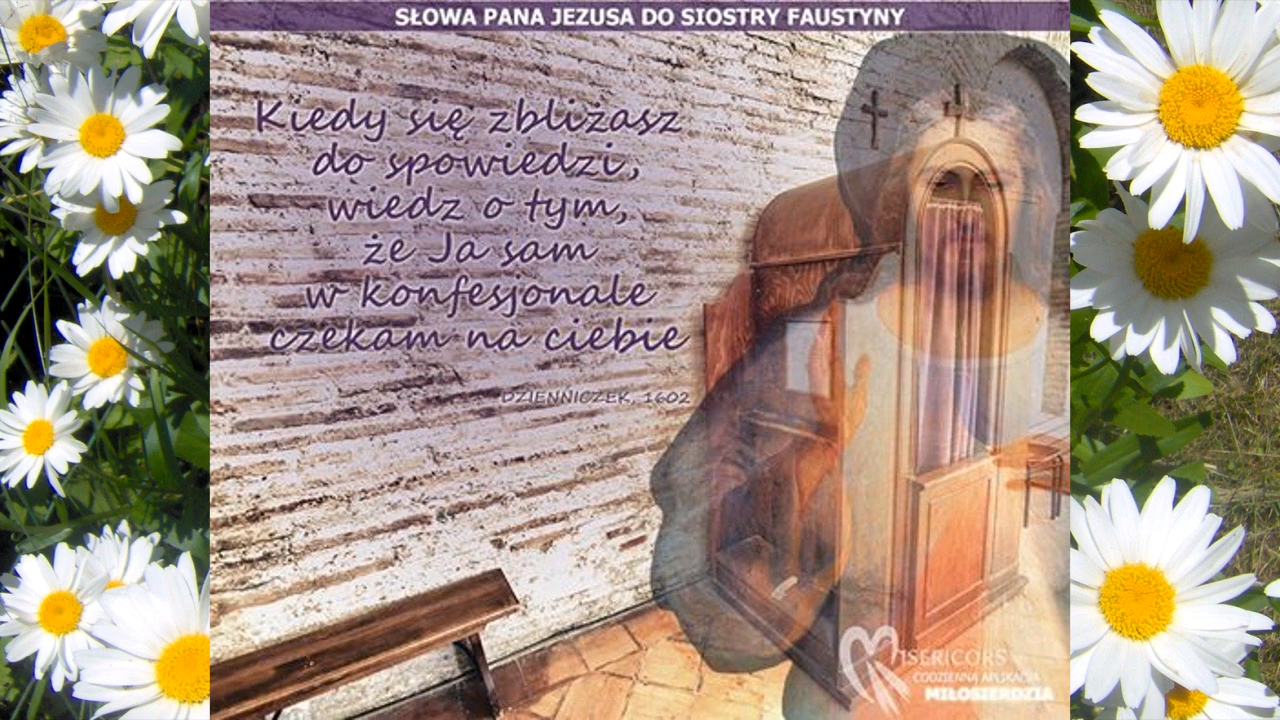 SŁOWA PANA JEZUSA DO SIOSTRY FAUSTYNY
Kiedy się zbliżasz
do spowiedzi,
wiedz o tym,
że Ja sam
w konfesjonale
czekam na ciebie
DZIENNICZEK, 1602
MISERICORS
CODZIENNA APLIKACJA
MIŁOSIERDZIA